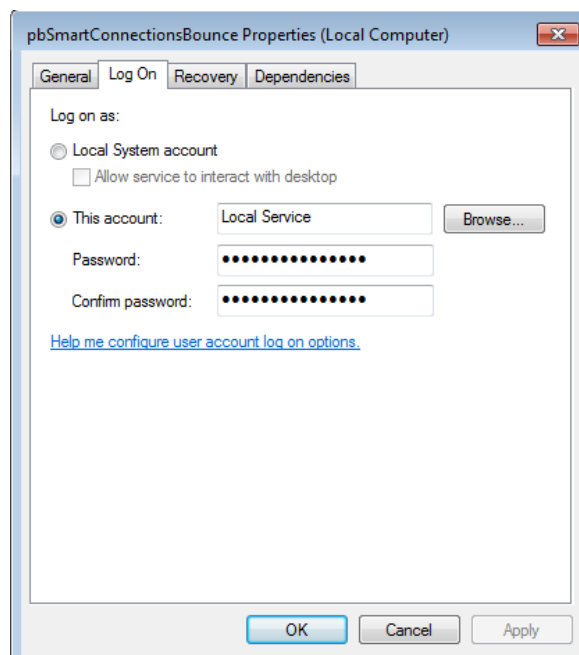 pbSmartConnectionsBounce Properties (Local Computer)
General Log On Recovery Dependencies
Log on as:
Local System account
Allow service to interact with desktop
This account: Local Service Browse...
Password: •••••••••••••••
Confirm password: •••••••••••••••
Help me configure user account log on options.
OK Cancel Apply